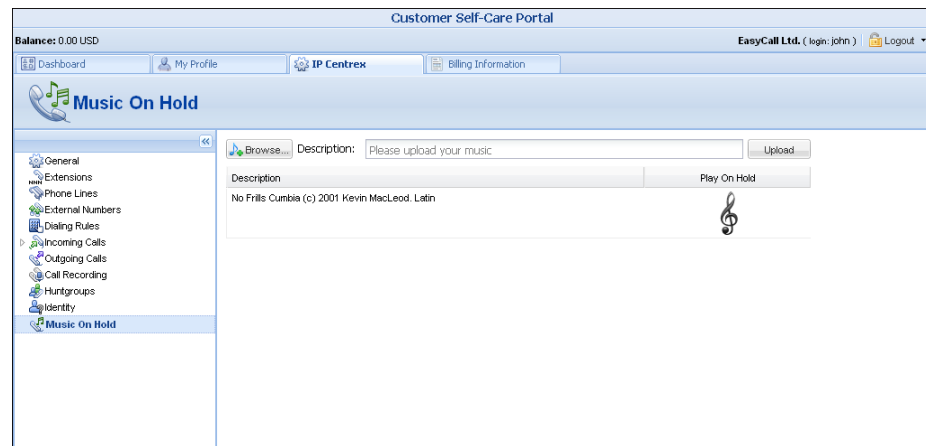 Customer Self-Care Portal
Balance: 0.00 USD
EasyCall Ltd. ( login: john ) Logout
Dashboard My Profile IP Centrex Billing Information
Music On Hold
General
Extensions
Phone Lines
External Numbers
Dialing Rules
Incoming Calls
Outgoing Calls
Call Recording
Huntgroups
Identity
Music On Hold
Browse... Description: Please upload your music Upload
Description Play On Hold
No Frills Cumbia (c) 2001 Kevin MacLeod. Latin